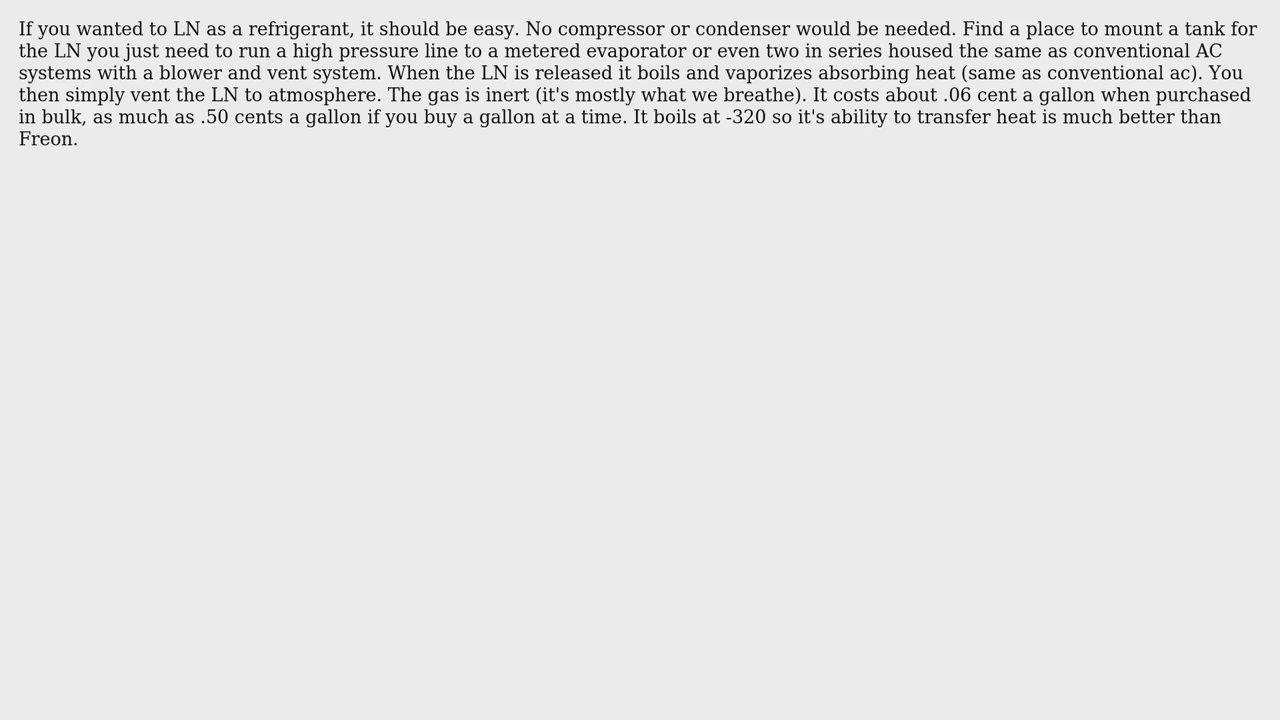 If you wanted to LN as a refrigerant, it should be easy. No compressor or condenser would be needed. Find a place to mount a tank for
the LN you just need to run a high pressure line to a metered evaporator or even two in series housed the same as conventional AC
systems with a blower and vent system. When the LN is released it boils and vaporizes absorbing heat (same as conventional ac). You
then simply vent the LN to atmosphere. The gas is inert (it's mostly what we breathe). It costs about .06 cent a gallon when purchased
in bulk, as much as .50 cents a gallon if you buy a gallon at a time. It boils at -320 so it's ability to transfer heat is much better than
Freon.